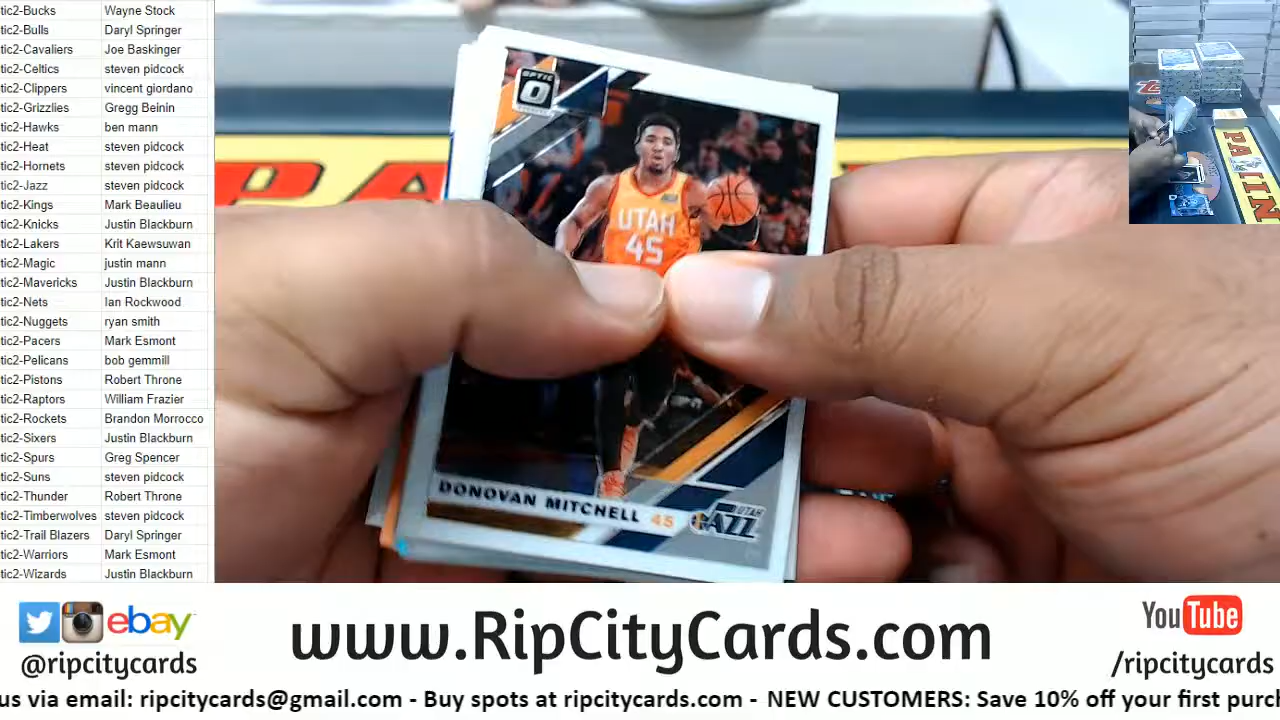 tic2-Bucks Wayne Stock
tic2-Bulls Daryl Springer
tic2-Cavaliers Joe Baskinger
tic2-Celtics steven pidcock
tic2-Clippers vincent giordano
tic2-Grizzlies Gregg Beinin
tic2-Hawks ben mann
tic2-Heat steven pidcock
tic2-Hornets steven pidcock
tic2-Jazz steven pidcock
tic2-Kings Mark Beaulieu
tic2-Knicks Justin Blackburn
tic2-Lakers Krit Kaewsuwan
tic2-Magic justin mann
tic2-Mavericks Justin Blackburn
tic2-Nets Ian Rockwood
tic2-Nuggets ryan smith
tic2-Pacers Mark Esmont
tic2-Pelicans bob gemmill
tic2-Pistons Robert Throne
tic2-Raptors William Frazier
tic2-Rockets Brandon Morrocco
tic2-Sixers Justin Blackburn
tic2-Spurs Greg Spencer
tic2-Suns steven pidcock
tic2-Thunder Robert Throne
tic2-Timberwolves steven pidcock
tic2-Trail Blazers Daryl Springer
tic2-Warriors Mark Esmont
tic2-Wizards Justin Blackburn
OPTIC
UTAH
45
DONOVAN MITCHELL 45
UTAH
JAZZ
PA
PANIN
ebay
@ripcitycards
www.RipCityCards.com
YouTube
/ripcitycards
us via email: ripcitycards@gmail.com - Buy spots at ripcitycards.com - NEW CUSTOMERS: Save 10% off your first purch